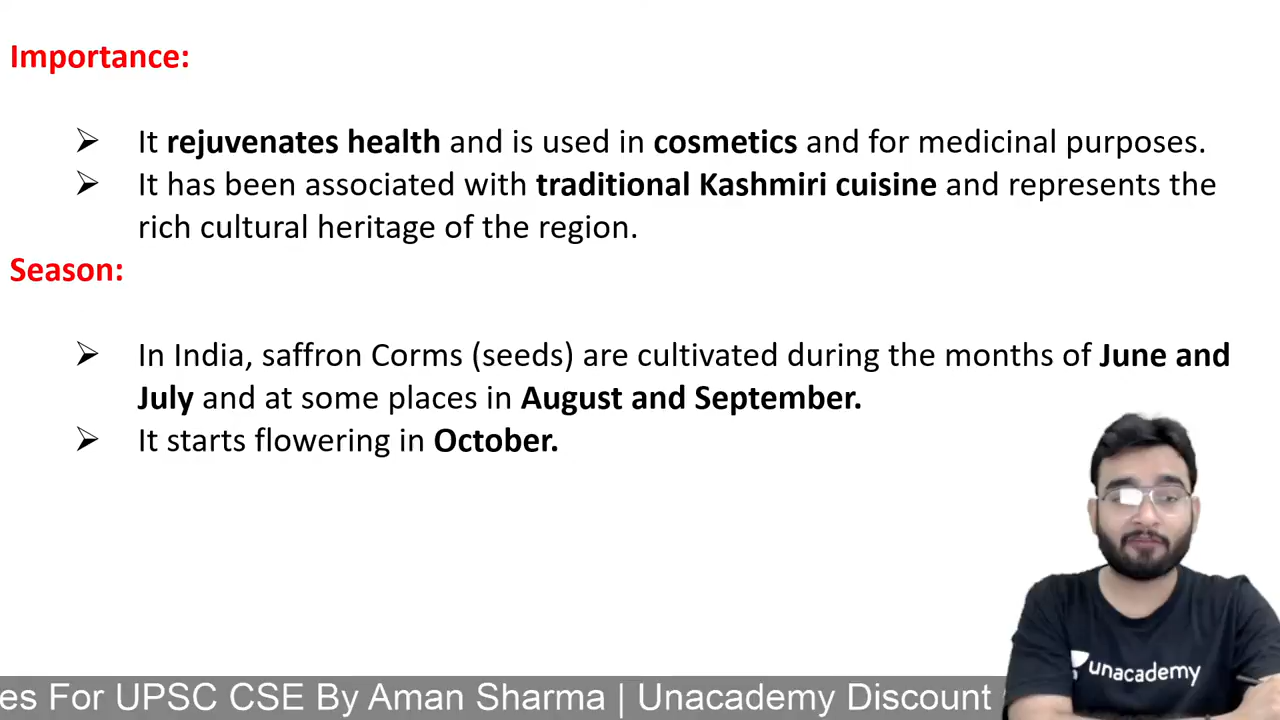 Importance:
It rejuvenates health and is used in cosmetics and for medicinal purposes.
It has been associated with traditional Kashmiri cuisine and represents the
rich cultural heritage of the region.
Season:
In India, saffron Corms (seeds) are cultivated during the months of June and
July and at some places in August and September.
It starts flowering in October.
unacademy
es For UPSC CSE By Aman Sharma | Unacademy Discount